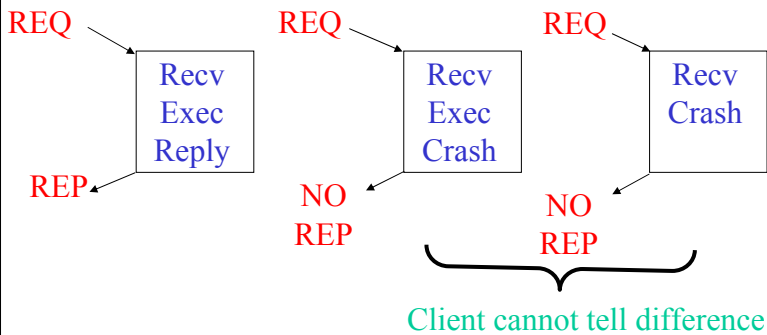 REQ
Recv
Exec
Reply
REP
REQ
Recv
Exec
Crash
NO
REP
REQ
Recv
Crash
NO
REP
Client cannot tell difference